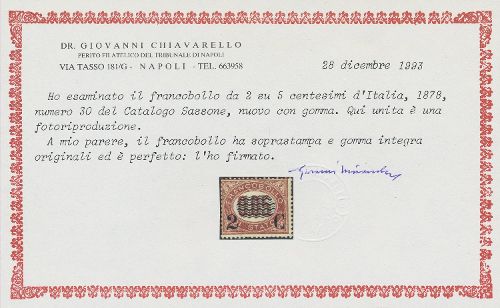 DR. GIOVANNI CHIAVARELLO
PERITO FILATELICO DEL TRIBUNALE DI NAPOLI
VIA TASSO 181/G - NAPOLI - TEL. 663958
28 dicembre 1993
Ho esaminato il francobollo da 2 su 5 centesimi d'Italia, 1878,
numero 30 del Catalogo Sassone, nuovo con gomma. Qui unita è una
fotoriproduzione.
A mio parere, il francobollo ha soprastampa e gomma integra
originali ed è perfetto: l'ho firmato.
2 C
STATO